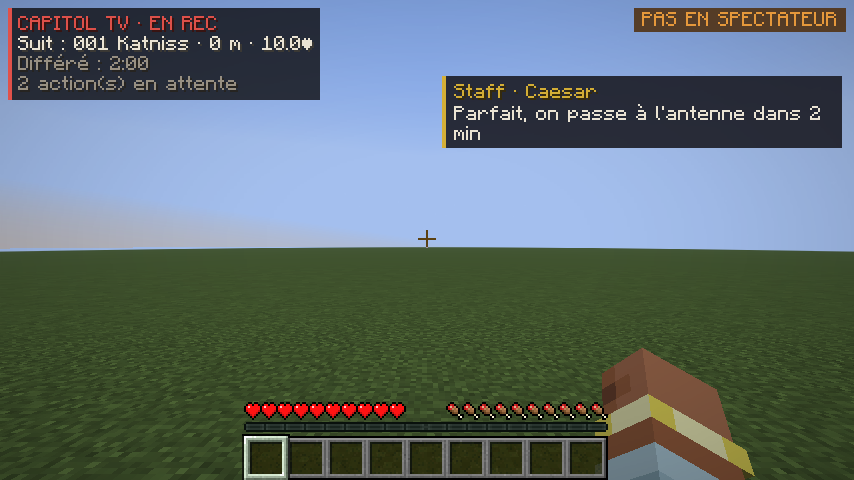 CAPITOL TV · EN REC
Suit : 001 Katniss · 0 m · 10.0♥
Différé : 2:00
2 action(s) en attente
PAS EN SPECTATEUR
Staff · Caesar
Parfait, on passe à l'antenne dans 2
min